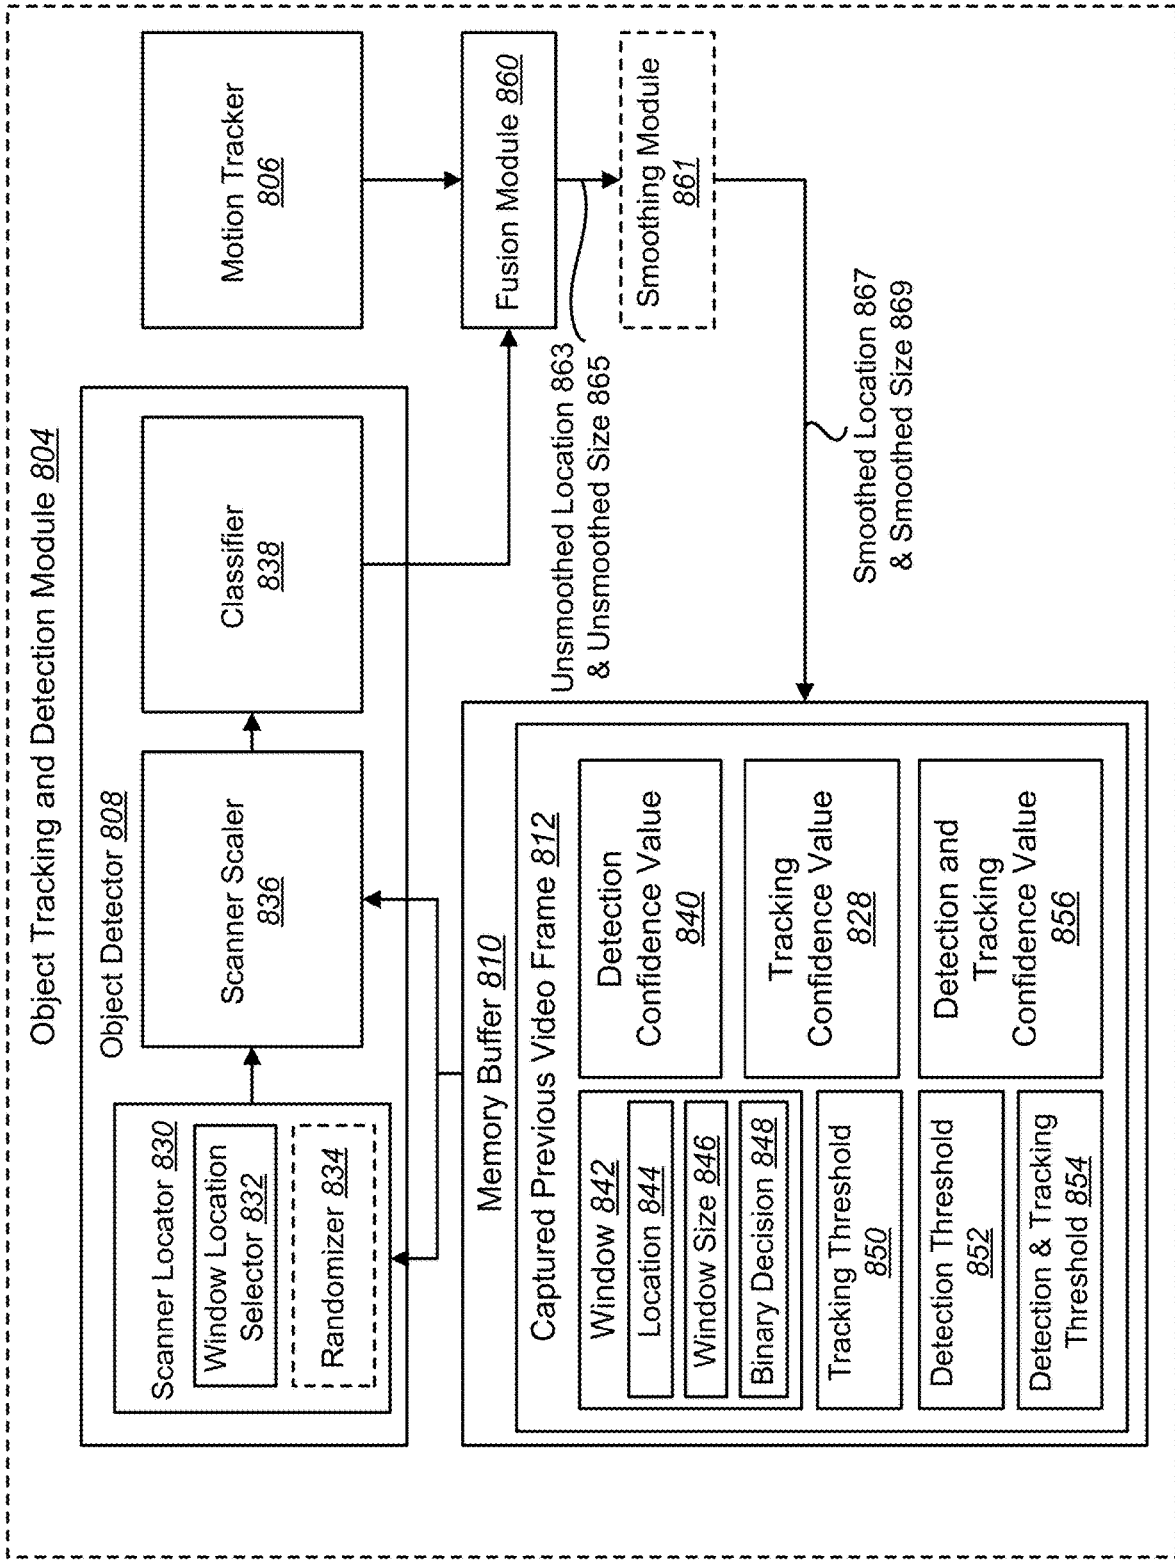 Object Tracking and Detection Module 804
Object Detector 808
Scanner Locator 830
Window Location
Selector 832
Randomizer 834
Scanner Scaler
836
Classifier
838
Motion Tracker
806
Fusion Module 860
Unsmoothed Location 863
& Unsmoothed Size 865
Smoothing Module
861
Smoothed Location 867
& Smoothed Size 869
Memory Buffer 810
Captured Previous Video Frame 812
Window 842
Location 844
Window Size 846
Binary Decision 848
Tracking Threshold
850
Detection Threshold
852
Detection & Tracking
Threshold 854
Detection
Confidence Value
840
Tracking
Confidence Value
828
Detection and
Tracking
Confidence Value
856